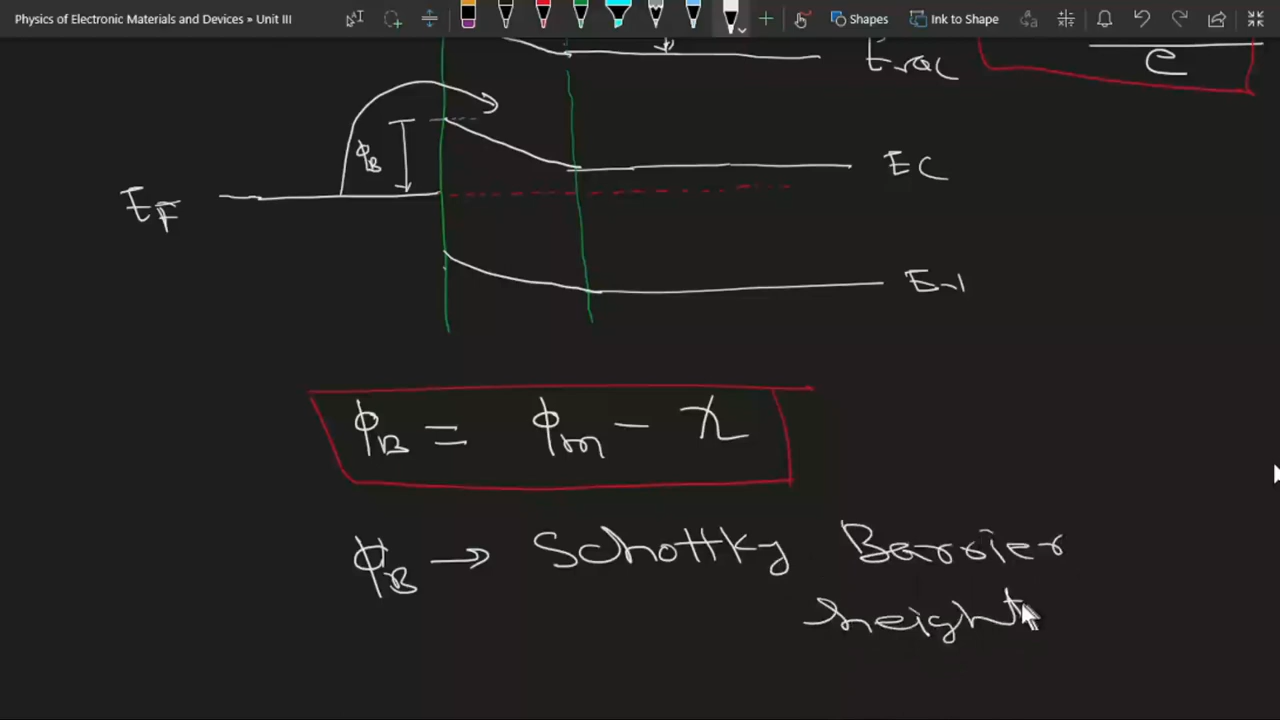 Physics of Electronic Materials and Devices » Unit III
Shapes
Ink to Shape
Evac
e
ϕB
EC
EF
Ev
ϕB = ϕm - χ
ϕB → Schottky Barrier
height